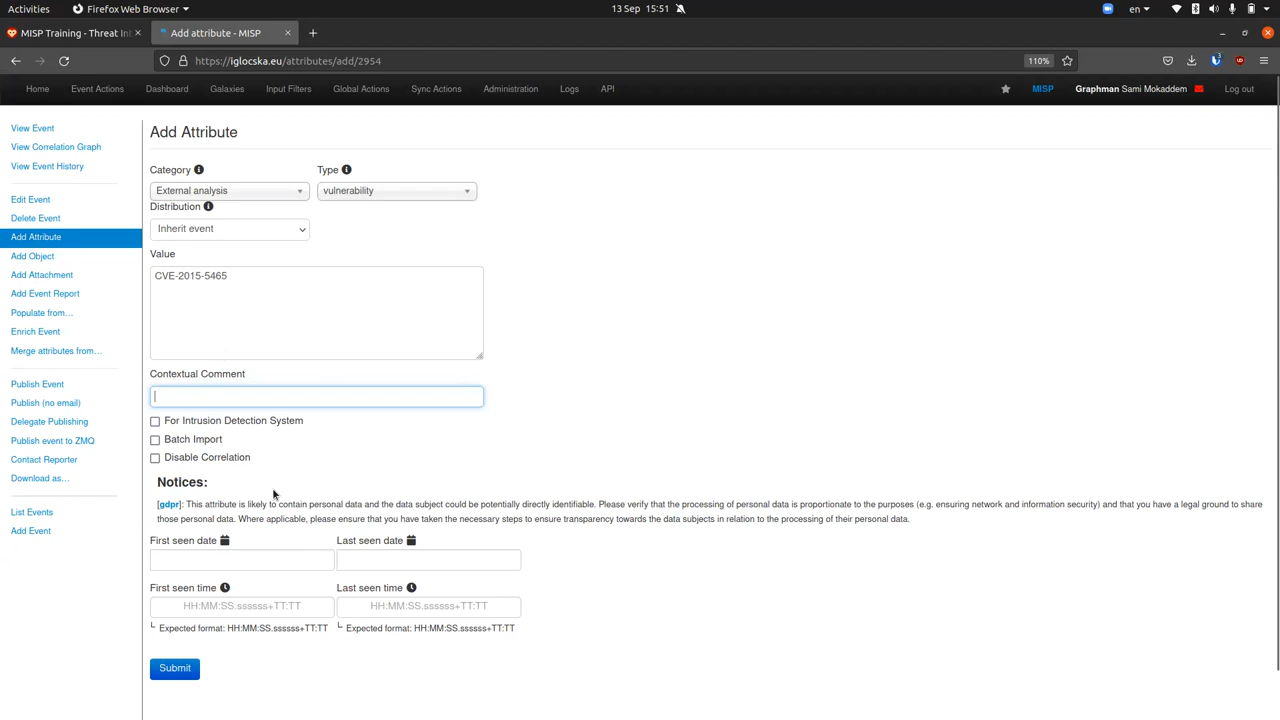 Activities
Firefox Web Browser
13 Sep 15:51
en
MISP Training - Threat In
Add attribute - MISP
https://iglocska.eu/attributes/add/2954
110%
Home
Event Actions
Dashboard
Galaxies
Input Filters
Global Actions
Sync Actions
Administration
Logs
API
MISP
Graphman Sami Mokaddem
Log out
View Event
View Correlation Graph
View Event History
Edit Event
Delete Event
Add Attribute
Add Object
Add Attachment
Add Event Report
Populate from...
Enrich Event
Merge attributes from...
Publish Event
Publish (no email)
Delegate Publishing
Publish event to ZMQ
Contact Reporter
Download as...
List Events
Add Event
Add Attribute
Category
Type
External analysis
vulnerability
Distribution
Inherit event
Value
CVE-2015-5465
Contextual Comment
For Intrusion Detection System
Batch Import
Disable Correlation
Notices:
[gdpr]: This attribute is likely to contain personal data and the data subject could be potentially directly identifiable. Please verify that the processing of personal data is proportionate to the purposes (e.g. ensuring network and information security) and that you have a legal ground to share
those personal data. Where applicable, please ensure that you have taken the necessary steps to ensure transparency towards the data subjects in relation to the processing of their personal data.
First seen date
Last seen date
First seen time
Last seen time
HH:MM:SS.ssssss+TT:TT
HH:MM:SS.ssssss+TT:TT
Expected format: HH:MM:SS.ssssss+TT:TT
Expected format: HH:MM:SS.ssssss+TT:TT
Submit